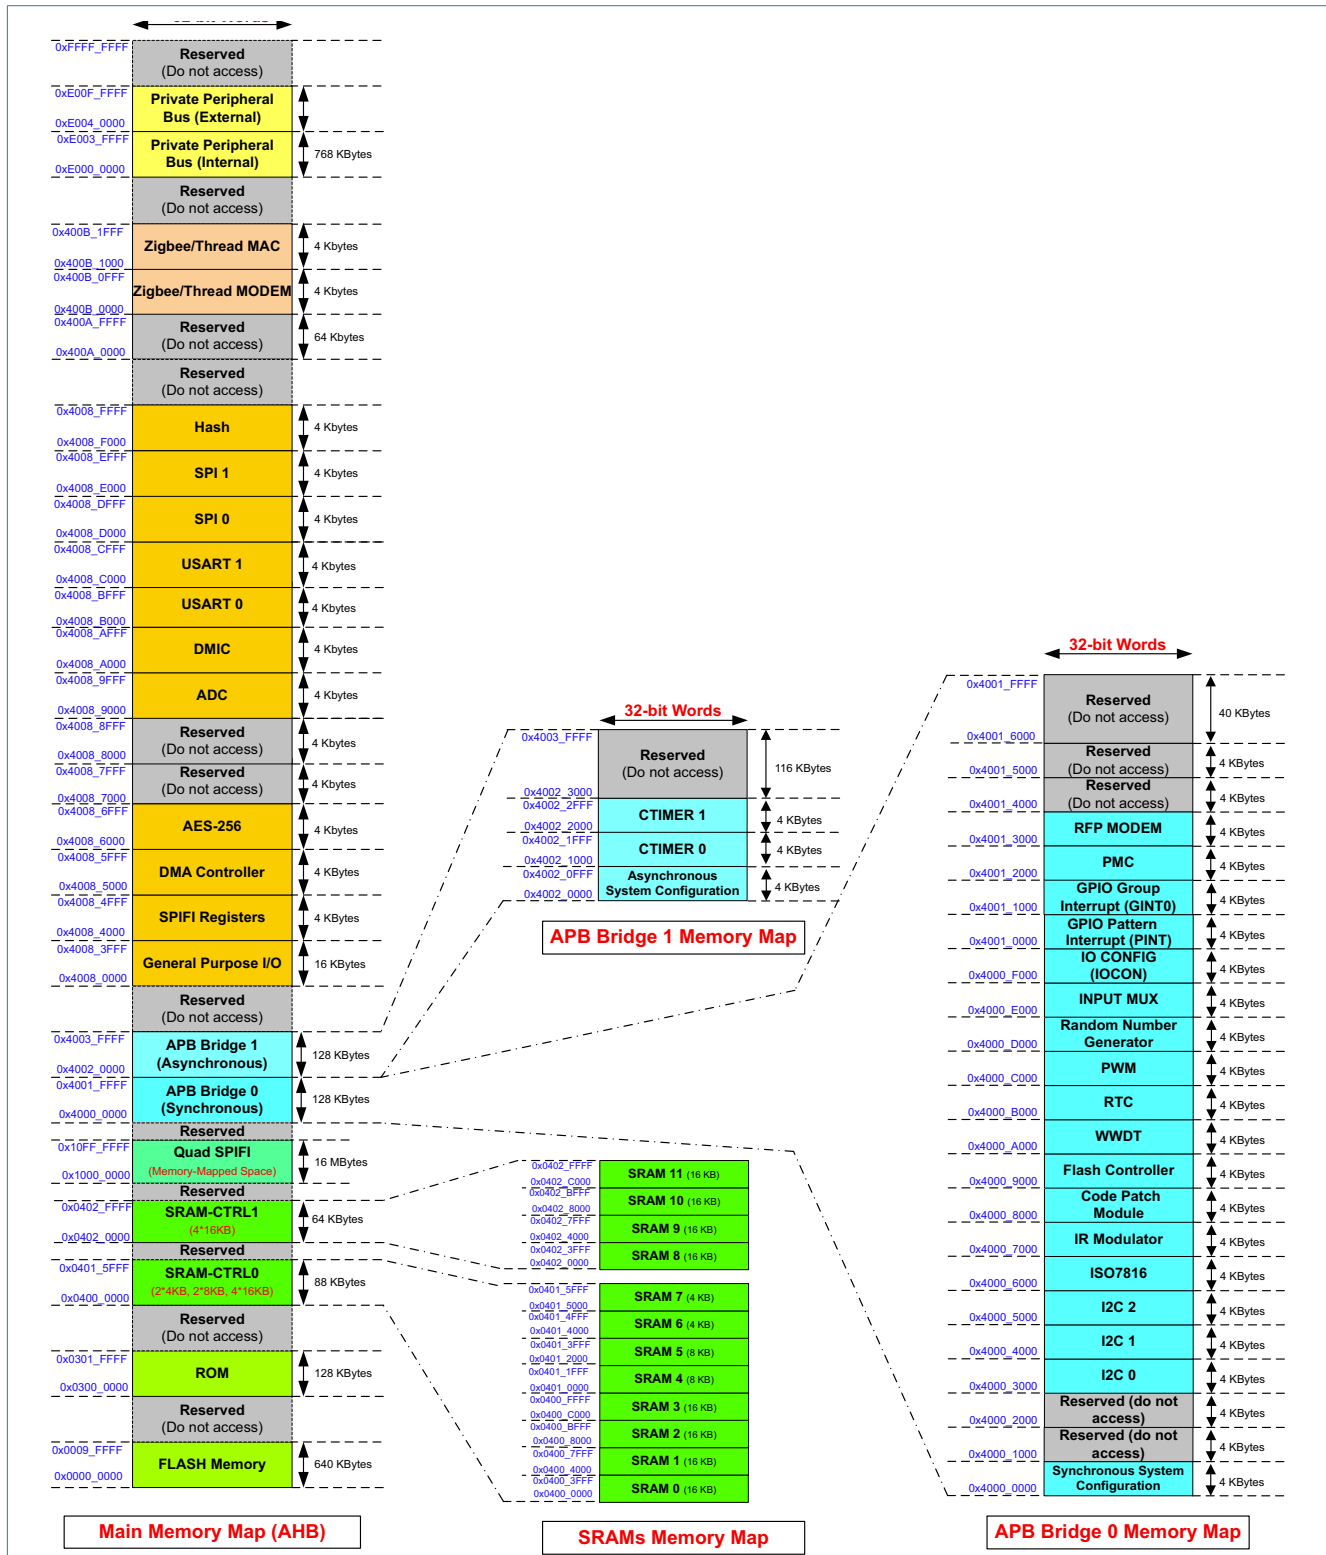 0xFFFF_FFFF
Reserved
(Do not access)
0xE00F_FFFF
Private Peripheral
Bus (External)
0xE004_0000
0xE003_FFFF
Private Peripheral
Bus (Internal)
768 KBytes
0xE000_0000
Reserved
(Do not access)
0x400B_1FFF
Zigbee/Thread MAC
4 Kbytes
0x400B_1000
0x400B_0FFF
Zigbee/Thread MODEM
4 Kbytes
0x400B_0000
0x400A_FFFF
Reserved
(Do not access)
64 Kbytes
0x400A_0000
Reserved
(Do not access)
0x4008_FFFF
Hash
4 Kbytes
0x4008_F000
0x4008_EFFF
SPI 1
4 Kbytes
0x4008_E000
0x4008_DFFF
SPI 0
4 Kbytes
0x4008_D000
0x4008_CFFF
USART 1
4 Kbytes
0x4008_C000
0x4008_BFFF
USART 0
4 Kbytes
0x4008_B000
0x4008_AFFF
DMIC
4 Kbytes
0x4008_A000
0x4008_9FFF
ADC
4 Kbytes
0x4008_9000
0x4008_8FFF
Reserved
(Do not access)
4 Kbytes
0x4008_8000
0x4008_7FFF
Reserved
(Do not access)
4 Kbytes
0x4008_7000
0x4008_6FFF
AES-256
4 Kbytes
0x4008_6000
0x4008_5FFF
DMA Controller
4 KBytes
0x4008_5000
0x4008_4FFF
SPIFI Registers
4 KBytes
0x4008_4000
0x4008_3FFF
General Purpose I/O
16 KBytes
0x4008_0000
Reserved
(Do not access)
0x4003_FFFF
APB Bridge 1
(Asynchronous)
128 KBytes
0x4002_0000
0x4001_FFFF
APB Bridge 0
(Synchronous)
128 KBytes
0x4000_0000
Reserved
0x10FF_FFFF
Quad SPIFI
(Memory-Mapped Space)
16 MBytes
0x1000_0000
Reserved
0x0402_FFFF
SRAM-CTRL1
(4*16KB)
64 KBytes
0x0402_0000
Reserved
0x0401_5FFF
SRAM-CTRL0
(2*4KB, 2*8KB, 4*16KB)
88 KBytes
0x0400_0000
Reserved
(Do not access)
0x0301_FFFF
ROM
128 KBytes
0x0300_0000
Reserved
(Do not access)
0x0009_FFFF
FLASH Memory
640 KBytes
0x0000_0000
Main Memory Map (AHB)
32-bit Words
0x4003_FFFF
Reserved
(Do not access)
116 KBytes
0x4002_3000
0x4002_2FFF
CTIMER 1
4 KBytes
0x4002_2000
0x4002_1FFF
CTIMER 0
4 KBytes
0x4002_1000
0x4002_0FFF
Asynchronous
System Configuration
4 KBytes
0x4002_0000
APB Bridge 1 Memory Map
0x0402_FFFF
SRAM 11 (16 KB)
0x0402_C000
0x0402_BFFF
SRAM 10 (16 KB)
0x0402_8000
0x0402_7FFF
SRAM 9 (16 KB)
0x0402_4000
0x0402_3FFF
SRAM 8 (16 KB)
0x0402_0000
0x0401_5FFF
SRAM 7 (4 KB)
0x0401_5000
0x0401_4FFF
SRAM 6 (4 KB)
0x0401_4000
0x0401_3FFF
SRAM 5 (8 KB)
0x0401_2000
0x0401_1FFF
SRAM 4 (8 KB)
0x0401_0000
0x0400_FFFF
SRAM 3 (16 KB)
0x0400_C000
0x0400_BFFF
SRAM 2 (16 KB)
0x0400_8000
0x0400_7FFF
SRAM 1 (16 KB)
0x0400_4000
0x0400_3FFF
SRAM 0 (16 KB)
0x0400_0000
SRAMs Memory Map
32-bit Words
0x4001_FFFF
Reserved
(Do not access)
40 KBytes
0x4001_6000
Reserved
(Do not access)
4 KBytes
0x4001_5000
Reserved
(Do not access)
4 KBytes
0x4001_4000
RFP MODEM
4 KBytes
0x4001_3000
PMC
4 KBytes
0x4001_2000
GPIO Group
Interrupt (GINT0)
4 KBytes
0x4001_1000
GPIO Pattern
Interrupt (PINT)
4 KBytes
0x4001_0000
IO CONFIG
(IOCON)
4 KBytes
0x4000_F000
INPUT MUX
4 KBytes
0x4000_E000
Random Number
Generator
4 KBytes
0x4000_D000
PWM
4 KBytes
0x4000_C000
RTC
4 KBytes
0x4000_B000
WWDT
4 KBytes
0x4000_A000
Flash Controller
4 KBytes
0x4000_9000
Code Patch
Module
4 KBytes
0x4000_8000
IR Modulator
4 KBytes
0x4000_7000
ISO7816
4 KBytes
0x4000_6000
I2C 2
4 KBytes
0x4000_5000
I2C 1
4 KBytes
0x4000_4000
I2C 0
4 KBytes
0x4000_3000
Reserved (do not
access)
4 KBytes
0x4000_2000
Reserved (do not
access)
4 KBytes
0x4000_1000
Synchronous System
Configuration
4 KBytes
0x4000_0000
APB Bridge 0 Memory Map